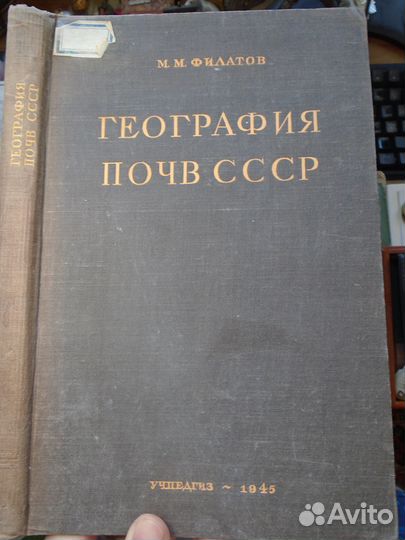 М. М. ФИЛАТОВ
ГЕОГРАФИЯ
ПОЧВ СССР
УЧПЕДГИЗ ~ 1945
ГЕОГРАФИЯ
ПОЧВ СССР
Avito